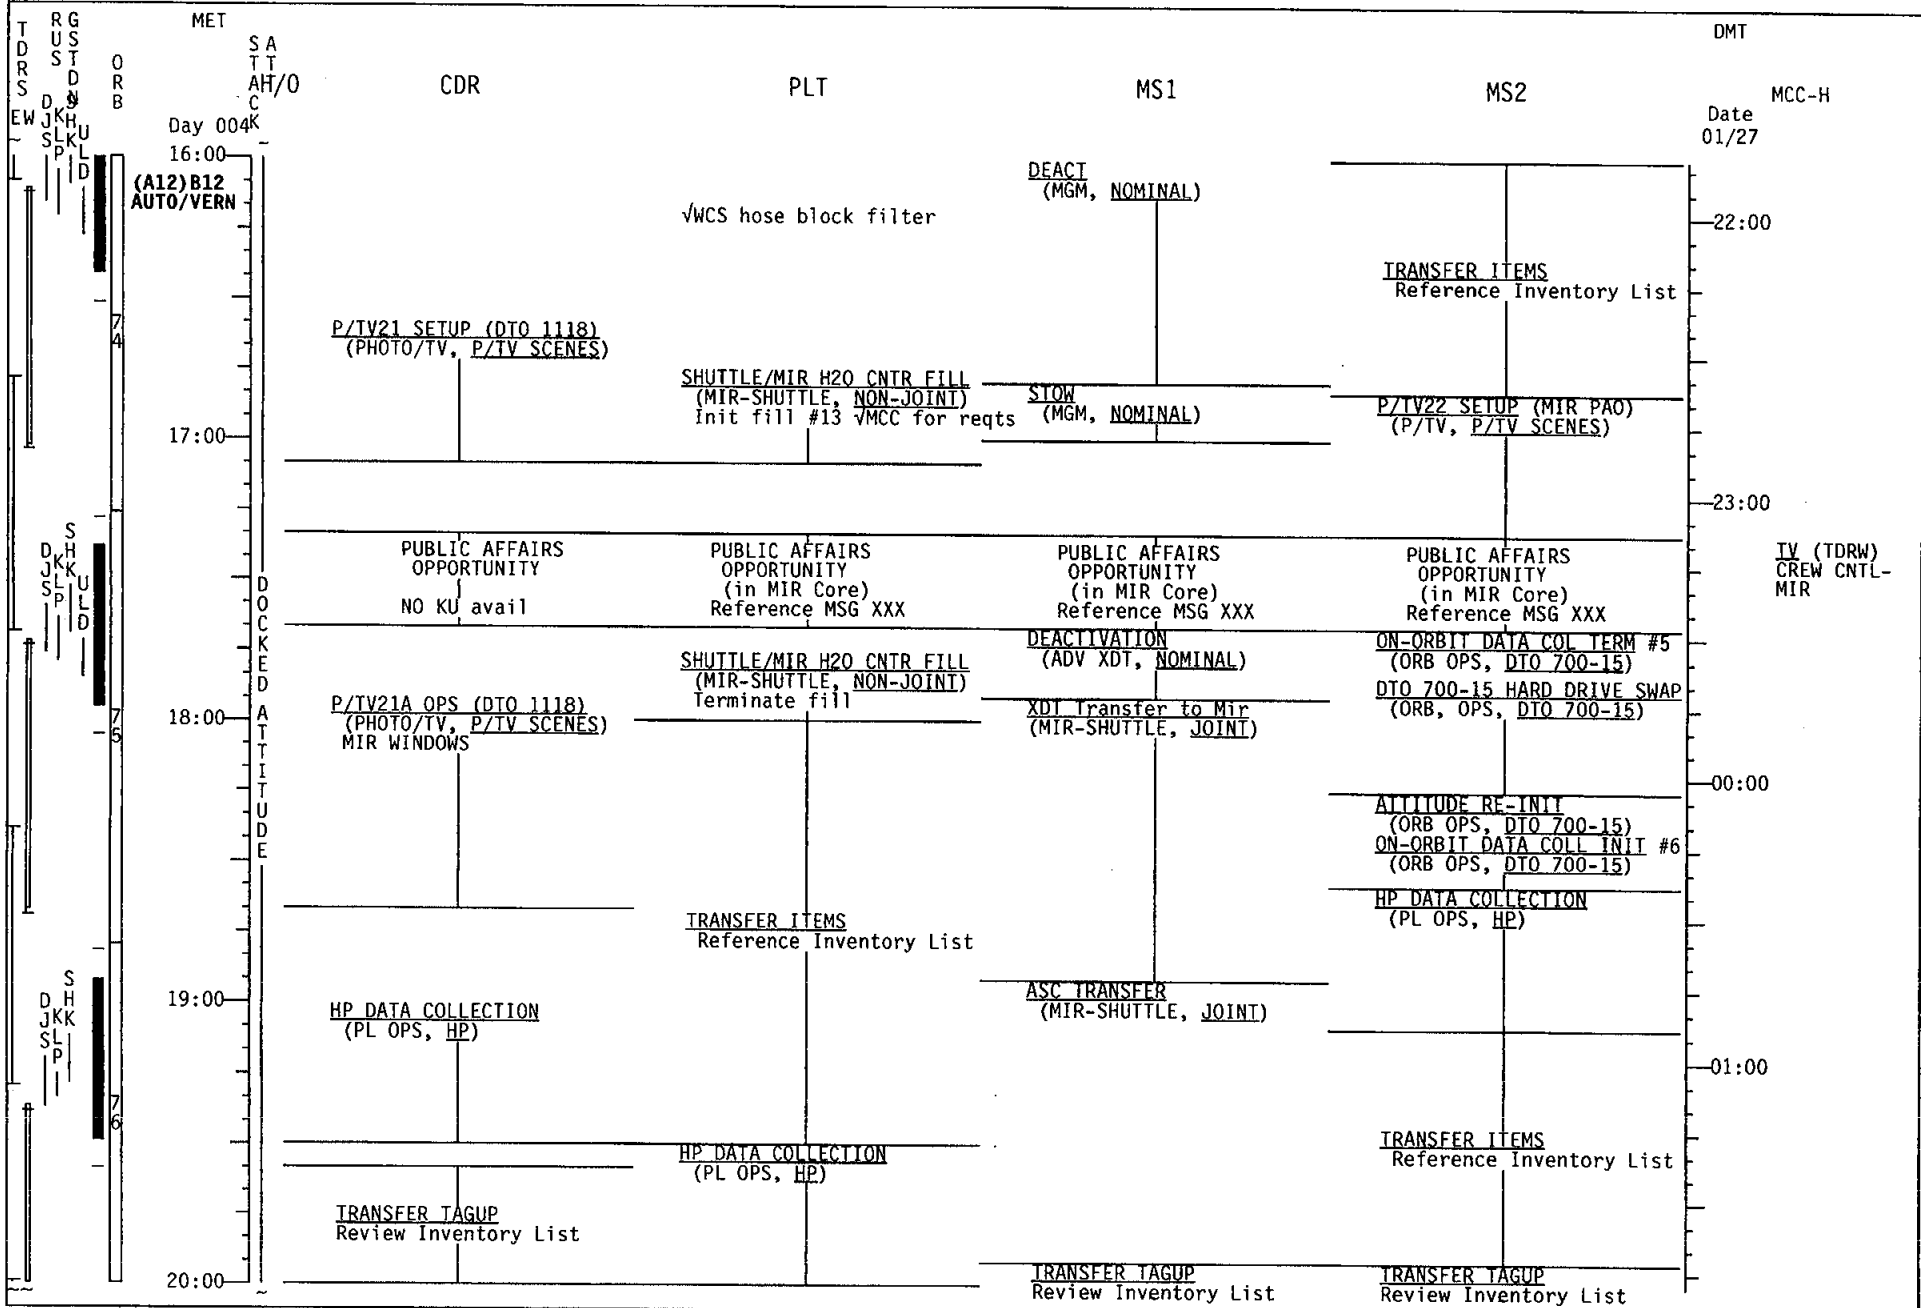 MET
DMT
TDRS
RUS
GSTDN
ORB
STACK
ATT
H/O
CDR
PLT
MS1
MS2
MCC-H
EW
DJS
KLP
SHK
ULD
Day 004
Date
01/27
16:00
(A12)B12
AUTO/VERN
DEACT
(MGM, NOMINAL)
√WCS hose block filter
22:00
TRANSFER ITEMS
Reference Inventory List
74
P/TV21 SETUP (DTO 1118)
(PHOTO/TV, P/TV SCENES)
SHUTTLE/MIR H2O CNTR FILL
(MIR-SHUTTLE, NON-JOINT)
Init fill #13 √MCC for reqts
STOW
(MGM, NOMINAL)
P/TV22 SETUP (MIR PAO)
(P/TV, P/TV SCENES)
17:00
23:00
DJS
KLP
SHK
ULD
PUBLIC AFFAIRS
OPPORTUNITY
NO KU avail
PUBLIC AFFAIRS
OPPORTUNITY
(in MIR Core)
Reference MSG XXX
PUBLIC AFFAIRS
OPPORTUNITY
(in MIR Core)
Reference MSG XXX
PUBLIC AFFAIRS
OPPORTUNITY
(in MIR Core)
Reference MSG XXX
TV (TDRW)
CREW CNTL-
MIR
DOCKED ATTITUDE
SHUTTLE/MIR H2O CNTR FILL
(MIR-SHUTTLE, NON-JOINT)
Terminate fill
DEACTIVATION
(ADV XDT, NOMINAL)
ON-ORBIT DATA COL TERM #5
(ORB OPS, DTO 700-15)
DTO 700-15 HARD DRIVE SWAP
(ORB, OPS, DTO 700-15)
75
18:00
P/TV21A OPS (DTO 1118)
(PHOTO/TV, P/TV SCENES)
MIR WINDOWS
XDT Transfer to Mir
(MIR-SHUTTLE, JOINT)
00:00
ATTITUDE RE-INIT
(ORB OPS, DTO 700-15)
ON-ORBIT DATA COLL INIT #6
(ORB OPS, DTO 700-15)
HP DATA COLLECTION
(PL OPS, HP)
TRANSFER ITEMS
Reference Inventory List
DJS
KLP
SHK
19:00
HP DATA COLLECTION
(PL OPS, HP)
ASC TRANSFER
(MIR-SHUTTLE, JOINT)
01:00
76
HP DATA COLLECTION
(PL OPS, HP)
TRANSFER ITEMS
Reference Inventory List
TRANSFER TAGUP
Review Inventory List
20:00
TRANSFER TAGUP
Review Inventory List
TRANSFER TAGUP
Review Inventory List